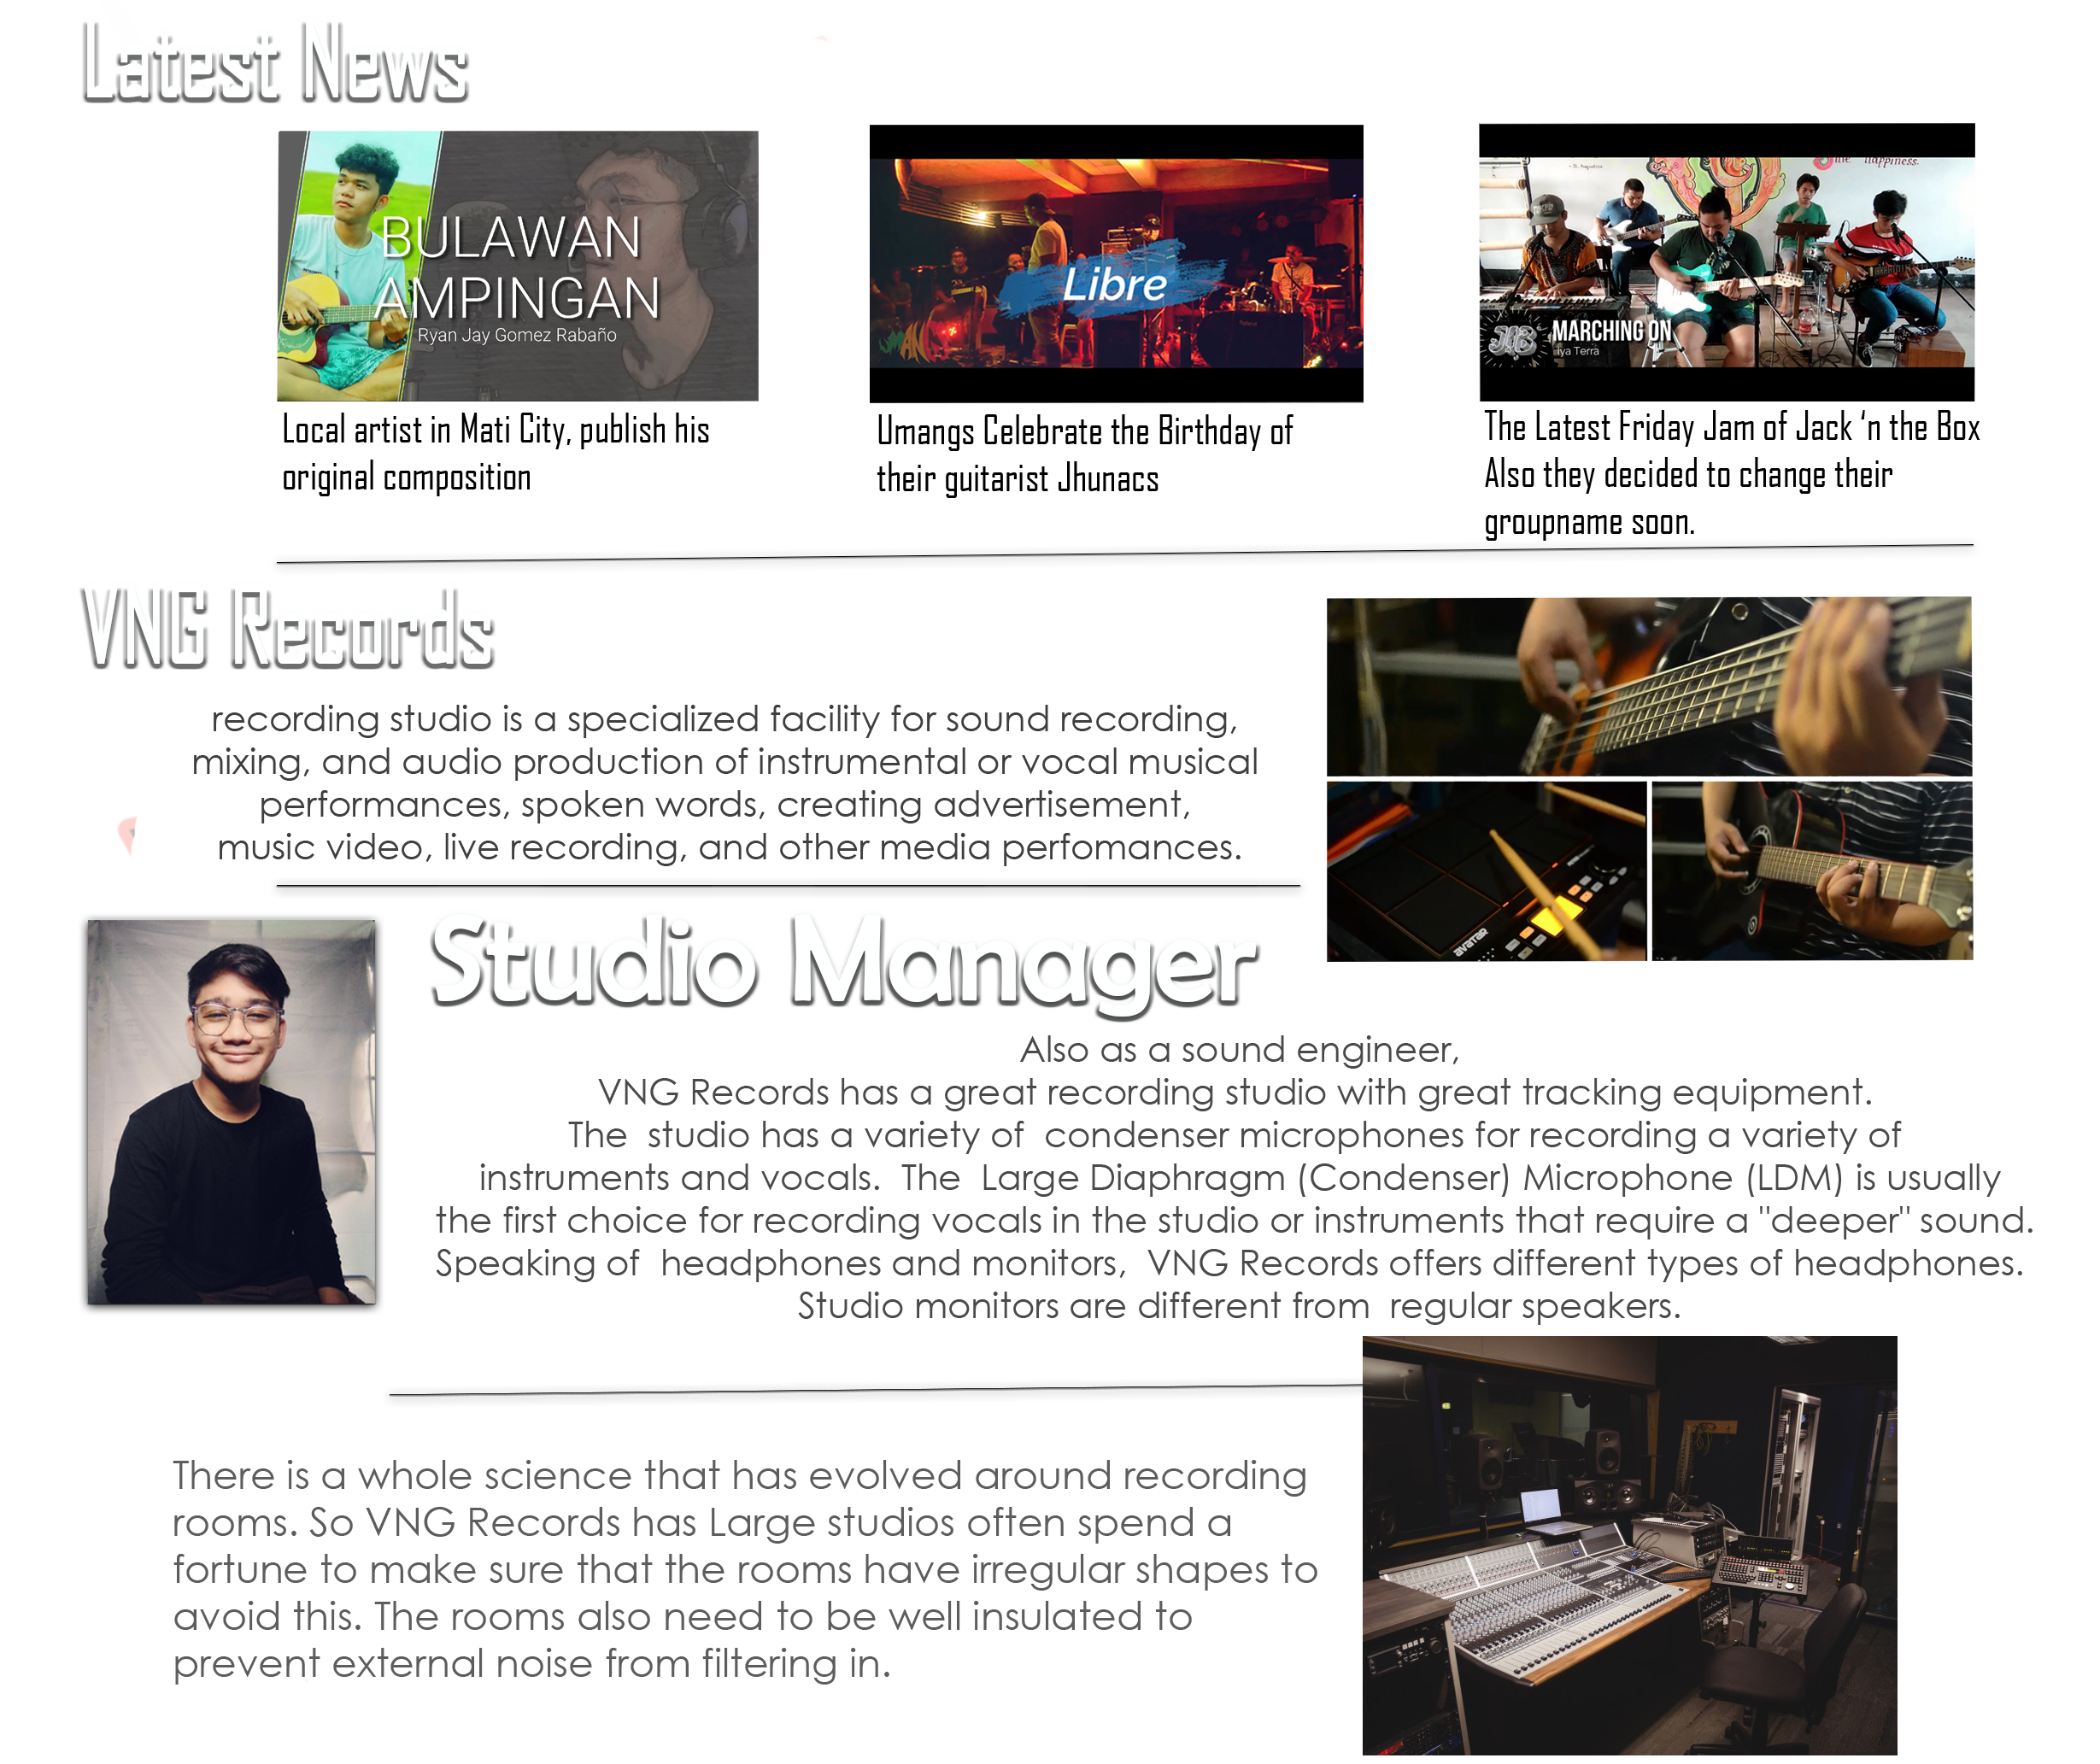 Latest News
BULAWAN
AMPINGAN
Ryan Jay Gomez Rabaño
Local artist in Mati City, publish his
original composition
Libre
Umangs Celebrate the Birthday of
their guitarist Jhunacs
the Happiness.
MARCHING ON
Iya Terra
The Latest Friday Jam of Jack ‘n the Box
Also they decided to change their
groupname soon.
VNG Records
recording studio is a specialized facility for sound recording,
mixing, and audio production of instrumental or vocal musical
performances, spoken words, creating advertisement,
music video, live recording, and other media perfomances.
avatar
Studio Manager
Also as a sound engineer,
VNG Records has a great recording studio with great tracking equipment.
The studio has a variety of condenser microphones for recording a variety of
instruments and vocals. The Large Diaphragm (Condenser) Microphone (LDM) is usually
the first choice for recording vocals in the studio or instruments that require a "deeper" sound.
Speaking of headphones and monitors, VNG Records offers different types of headphones.
Studio monitors are different from regular speakers.
There is a whole science that has evolved around recording
rooms. So VNG Records has Large studios often spend a
fortune to make sure that the rooms have irregular shapes to
avoid this. The rooms also need to be well insulated to
prevent external noise from filtering in.